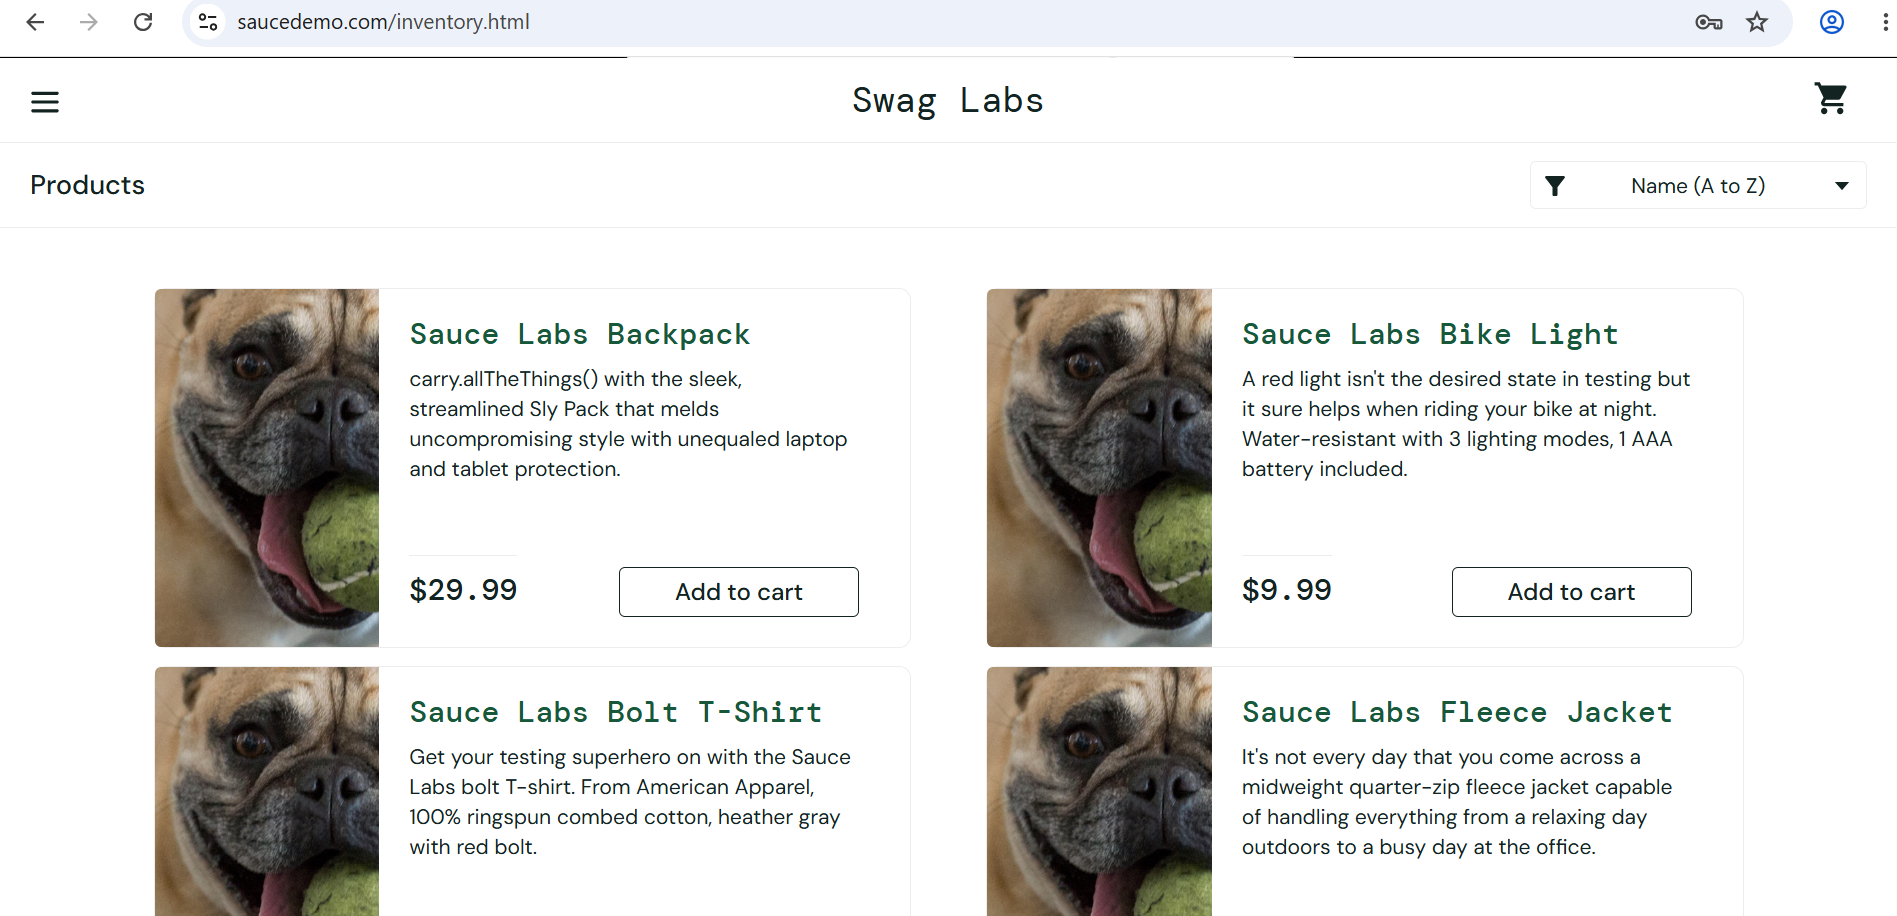 saucedemo.com/inventory.html
Swag Labs
Products
Name (A to Z)
Sauce Labs Backpack
carry.allTheThings() with the sleek,
streamlined Sly Pack that melds
uncompromising style with unequaled laptop
and tablet protection.
$29.99
Add to cart
Sauce Labs Bike Light
A red light isn't the desired state in testing but
it sure helps when riding your bike at night.
Water-resistant with 3 lighting modes, 1 AAA
battery included.
$9.99
Add to cart
Sauce Labs Bolt T-Shirt
Get your testing superhero on with the Sauce
Labs bolt T-shirt. From American Apparel,
100% ringspun combed cotton, heather gray
with red bolt.
Sauce Labs Fleece Jacket
It's not every day that you come across a
midweight quarter-zip fleece jacket capable
of handling everything from a relaxing day
outdoors to a busy day at the office.